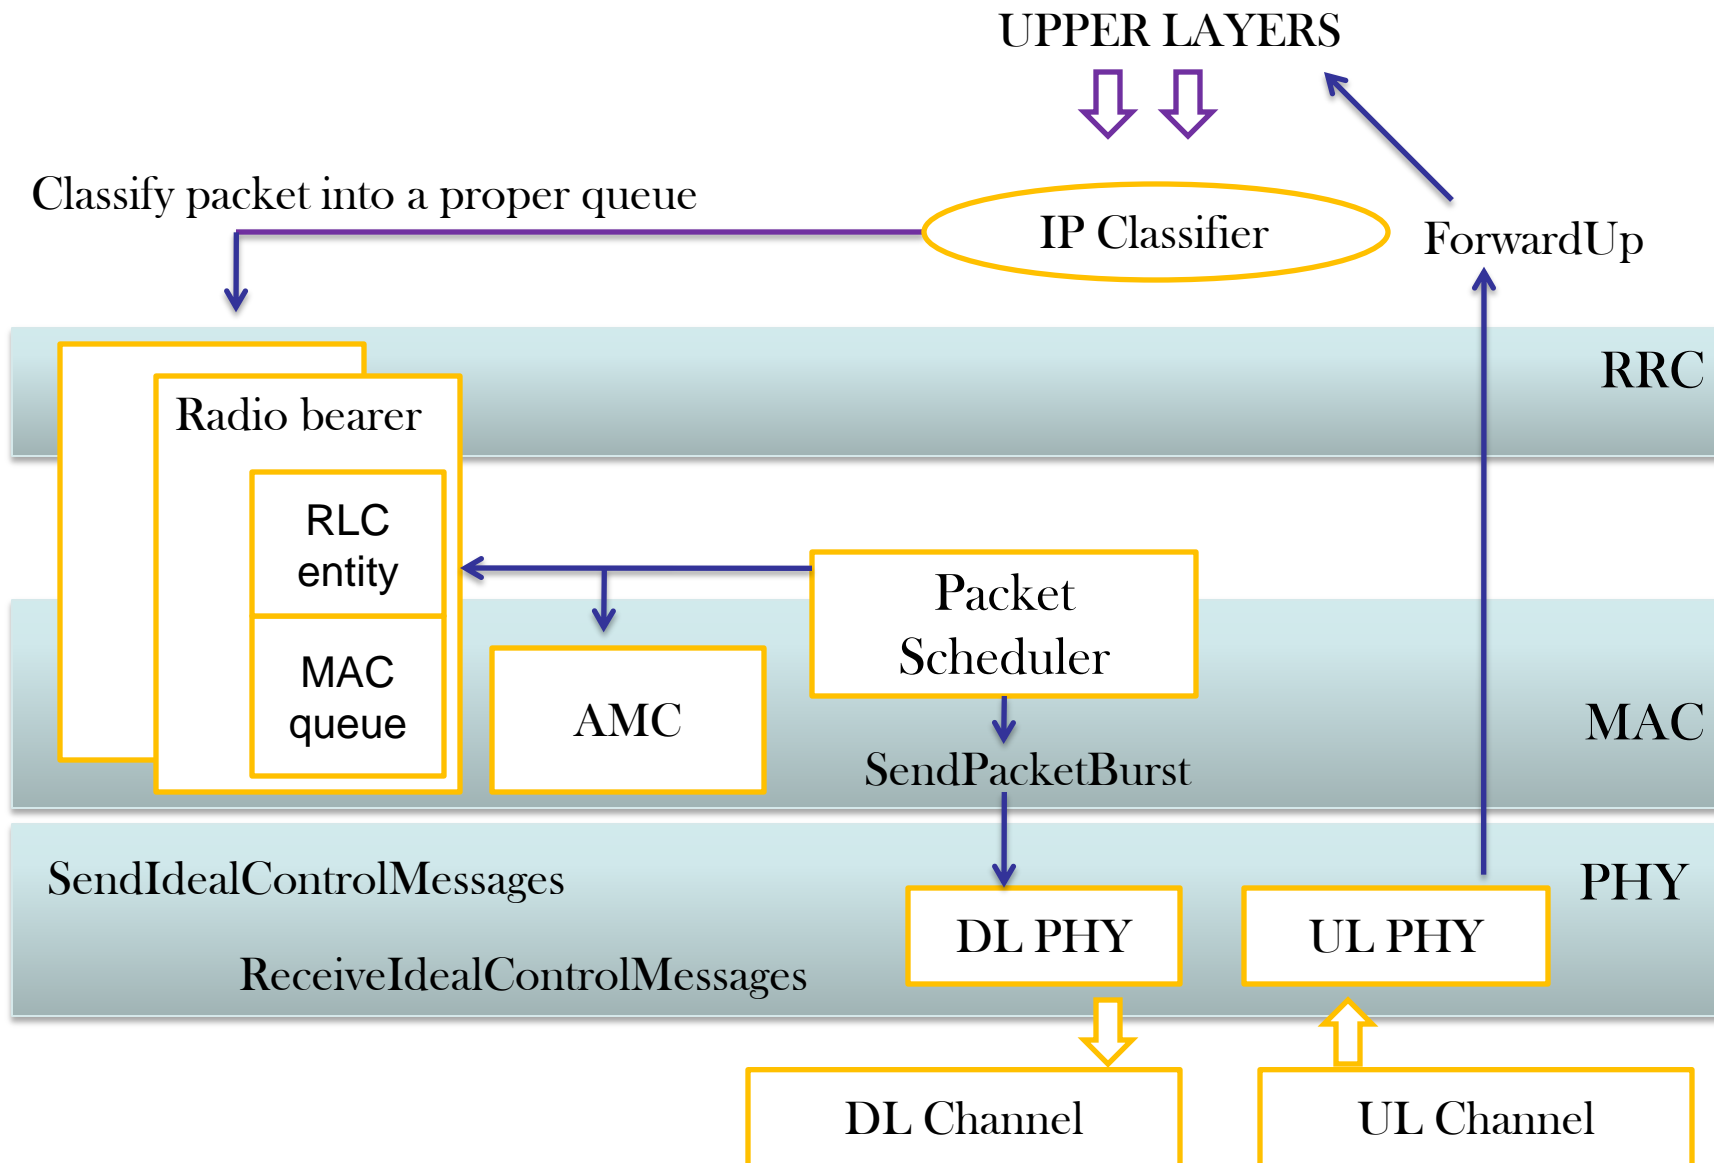 UPPER LAYERS
Classify packet into a proper queue
IP Classifier
ForwardUp
RRC
Radio bearer
RLC
entity
MAC
queue
AMC
Packet
Scheduler
SendPacketBurst
MAC
SendIdealControlMessages
ReceiveIdealControlMessages
PHY
DL PHY
UL PHY
DL Channel
UL Channel